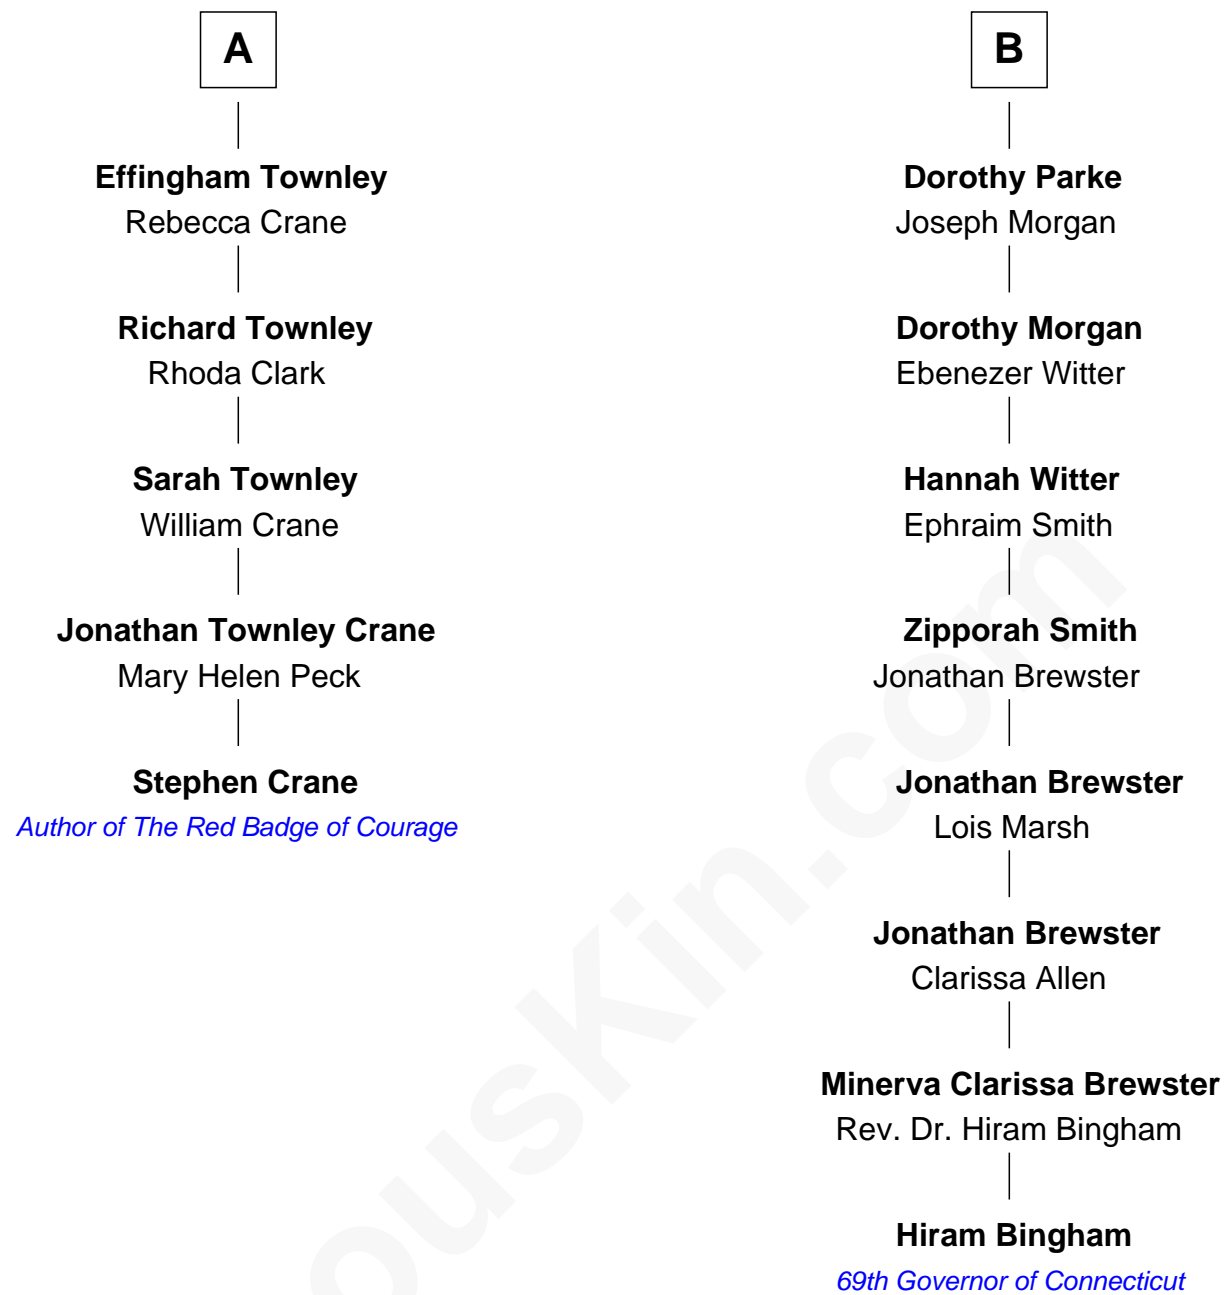 A
Effingham Townley
Rebecca Crane
Richard Townley
Rhoda Clark
Sarah Townley
William Crane
Jonathan Townley Crane
Mary Helen Peck
Stephen Crane
Author of The Red Badge of Courage
B
Dorothy Parke
Joseph Morgan
Dorothy Morgan
Ebenezer Witter
Hannah Witter
Ephraim Smith
Zipporah Smith
Jonathan Brewster
Jonathan Brewster
Lois Marsh
Jonathan Brewster
Clarissa Allen
Minerva Clarissa Brewster
Rev. Dr. Hiram Bingham
Hiram Bingham
69th Governor of Connecticut
ousKin.com